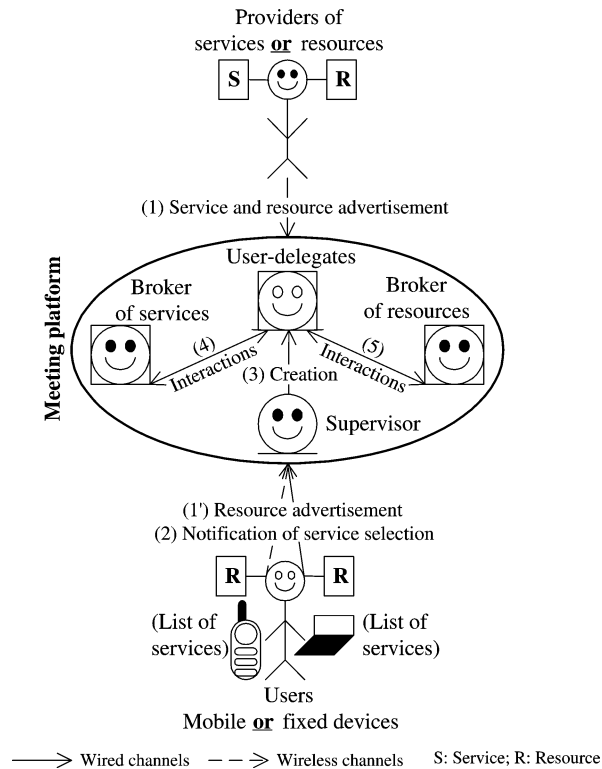 Providers of
services or resources
S
R
(1) Service and resource advertisement
Meeting platform
User-delegates
Broker
of services
Broker
of resources
(4)
Interactions
(5)
Interactions
(3) Creation
Supervisor
(1') Resource advertisement
(2) Notification of service selection
R
R
(List of
services)
(List of
services)
Users
Mobile or fixed devices
Wired channels
Wireless channels
S: Service; R: Resource